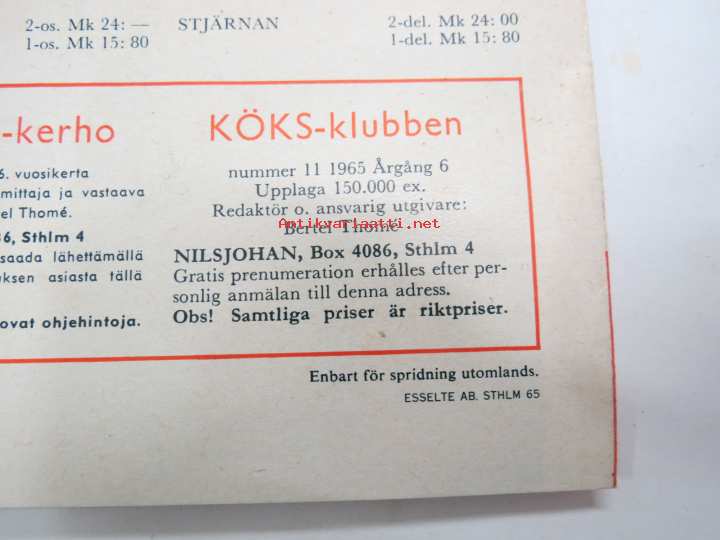 2-os. Mk 24: —
1-os. Mk 15: 80
STJÄRNAN
2-del. Mk 24: 00
1-del. Mk 15: 80
-kerho
6. vuosikerta
mittaja ja vastaava
el Thomé.
86, Sthlm 4
saada lähettämällä
uksen asiasta tällä
ovat ohjehintoja.
KÖKS-klubben
nummer 11 1965 Årgång 6
Upplaga 150.000 ex.
Redaktör o. ansvarig utgivare:
Bertel Thomé
Antikvariaatti.net
NILSJOHAN, Box 4086, Sthlm 4
Gratis prenumeration erhålles efter per-
sonlig anmälan till denna adress.
Obs! Samtliga priser är riktpriser.
Enbart för spridning utomlands.
ESSELTE AB. STHLM 65